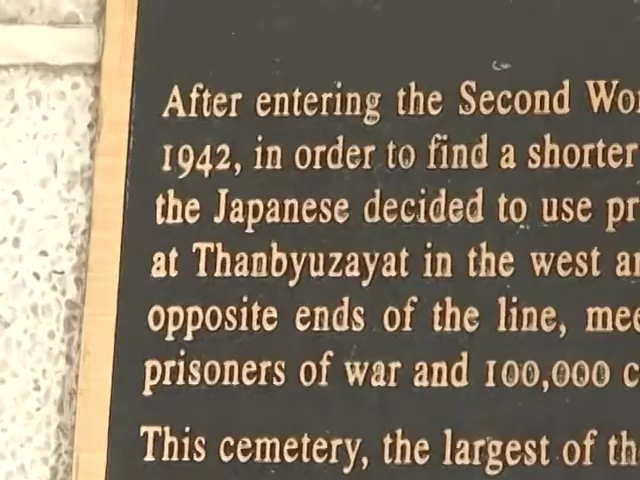 After entering the Second Wo
1942, in order to find a shorter
the Japanese decided to use pr
at Thanbyuzayat in the west a
opposite ends of the line, mee
prisoners of war and 100,000 c
This cemetery, the largest of th